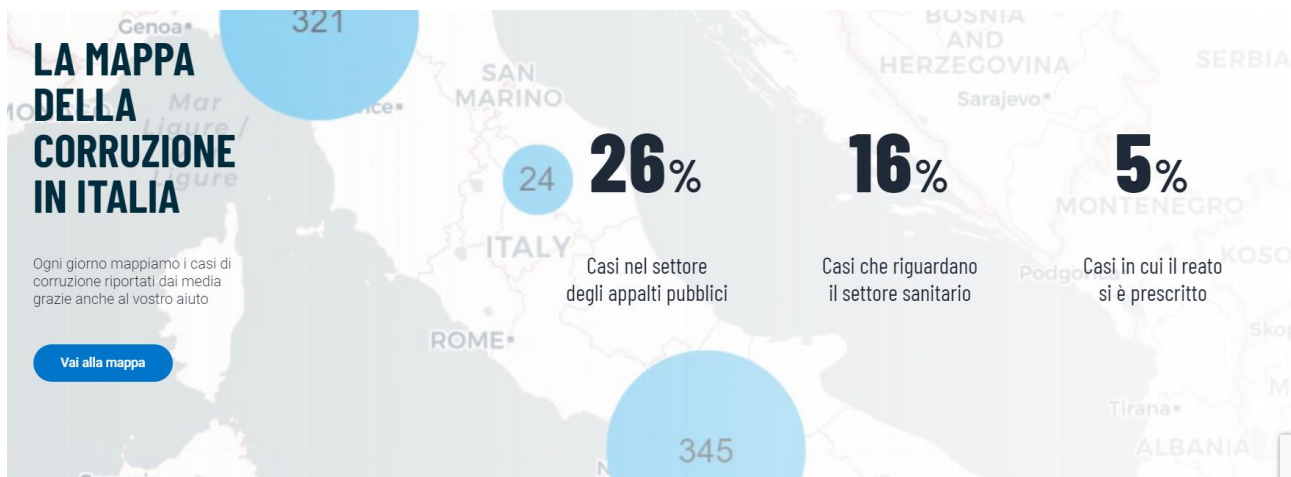 Genoa
321
LA MAPPA
DELLA
CORRUZIONE
IN ITALIA
Mar
Ligure /
Ligure
SAN
MARINO
BOSNIA
AND
HERZEGOVINA
SERBIA
Sarajevo
24
26%
16%
5%
MONTENEGRO
ITALY
Ogni giorno mappiamo i casi di
corruzione riportati dai media
grazie anche al vostro aiuto
Casi nel settore
degli appalti pubblici
Casi che riguardano
il settore sanitario
Casi in cui il reato
si è prescritto
ROME
Vai alla mappa
Tirana
ALBANIA
345